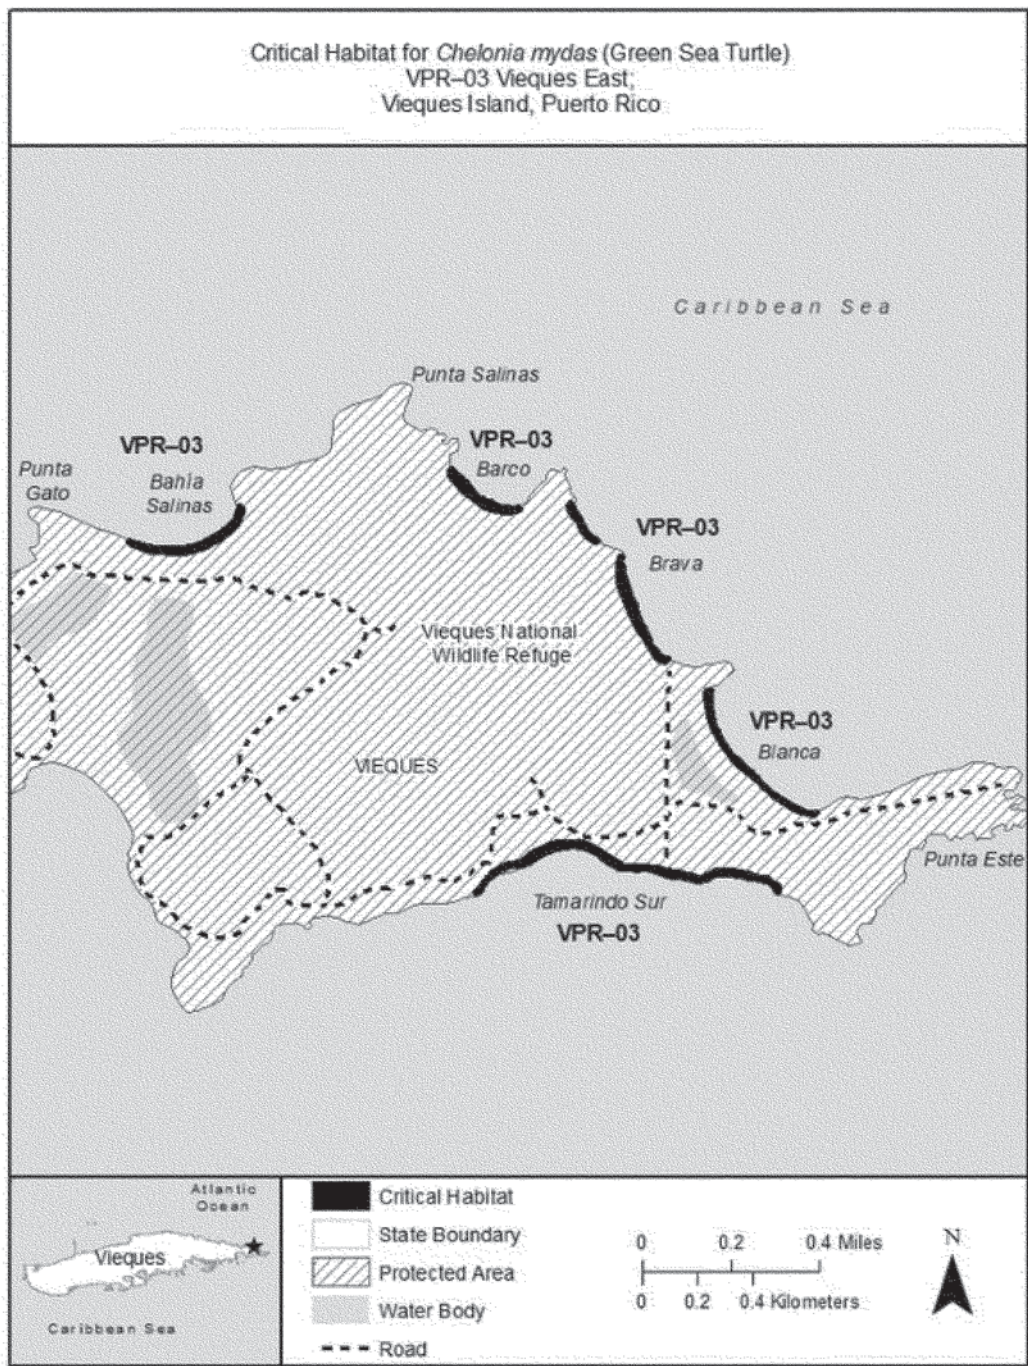 Critical Habitat for Chelonia mydas (Green Sea Turtle)
VPR–03 Vieques East;
Vieques Island, Puerto Rico
Caribbean Sea
Punta Salinas
VPR–03
Barco
VPR–03
Bahía
Salinas
Punta
Gato
VPR–03
Brava
Vieques National
Wildlife Refuge
VPR–03
Blanca
VIEQUES
Punta Este
Tamarindo Sur
VPR–03
Atlantic
Ocean
Vieques
Caribbean Sea
Critical Habitat
State Boundary
Protected Area
Water Body
Road
0 0.2 0.4 Miles
0 0.2 0.4 Kilometers
N